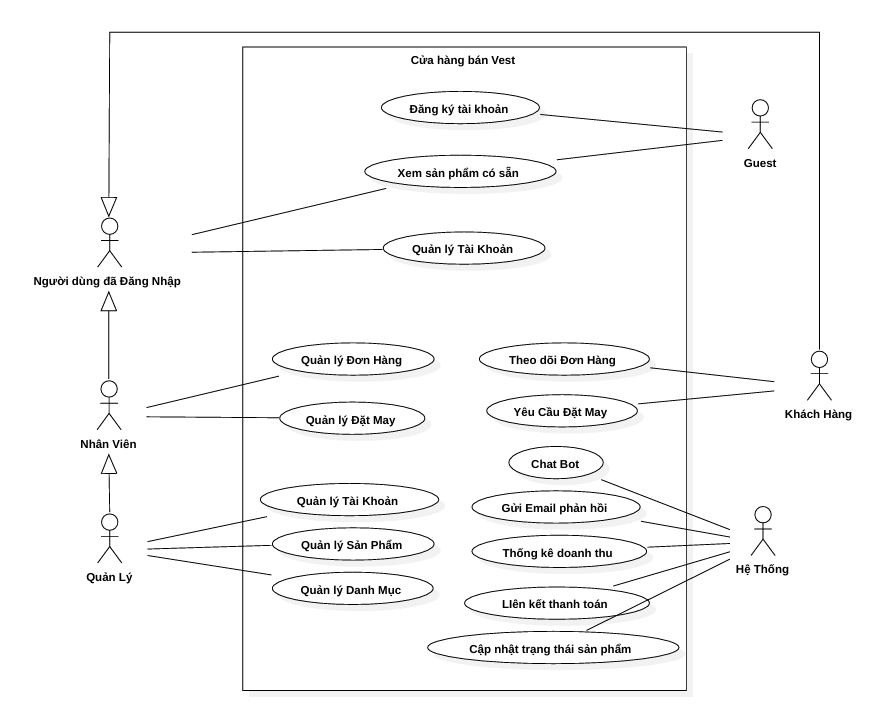 Cửa hàng bán Vest
Đăng ký tài khoản
Guest
Xem sản phẩm có sẵn
Quản lý Tài Khoản
Người dùng đã Đăng Nhập
Quản lý Đơn Hàng
Theo dõi Đơn Hàng
Khách Hàng
Yêu Cầu Đặt May
Quản lý Đặt May
Nhân Viên
Chat Bot
Quản lý Tài Khoản
Gửi Email phản hồi
Quản lý Sản Phẩm
Thống kê doanh thu
Hệ Thống
Quản Lý
Quản lý Danh Mục
LIên kết thanh toán
Cập nhật trạng thái sản phẩm